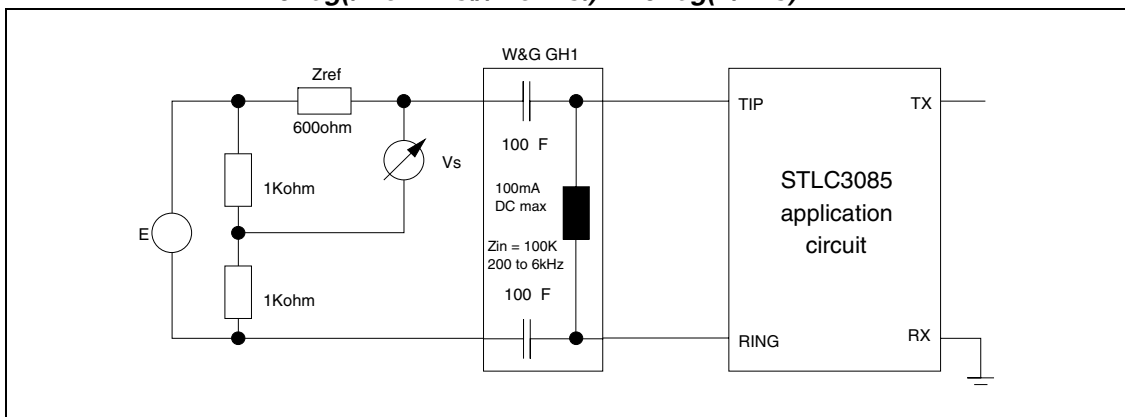 W&G GH1
Zref
600ohm
1Kohm
1Kohm
E
Vs
100 F
100mA
DC max
Zin = 100K
200 to 6kHz
100 F
TIP
RING
TX
RX
STLC3085
application
circuit